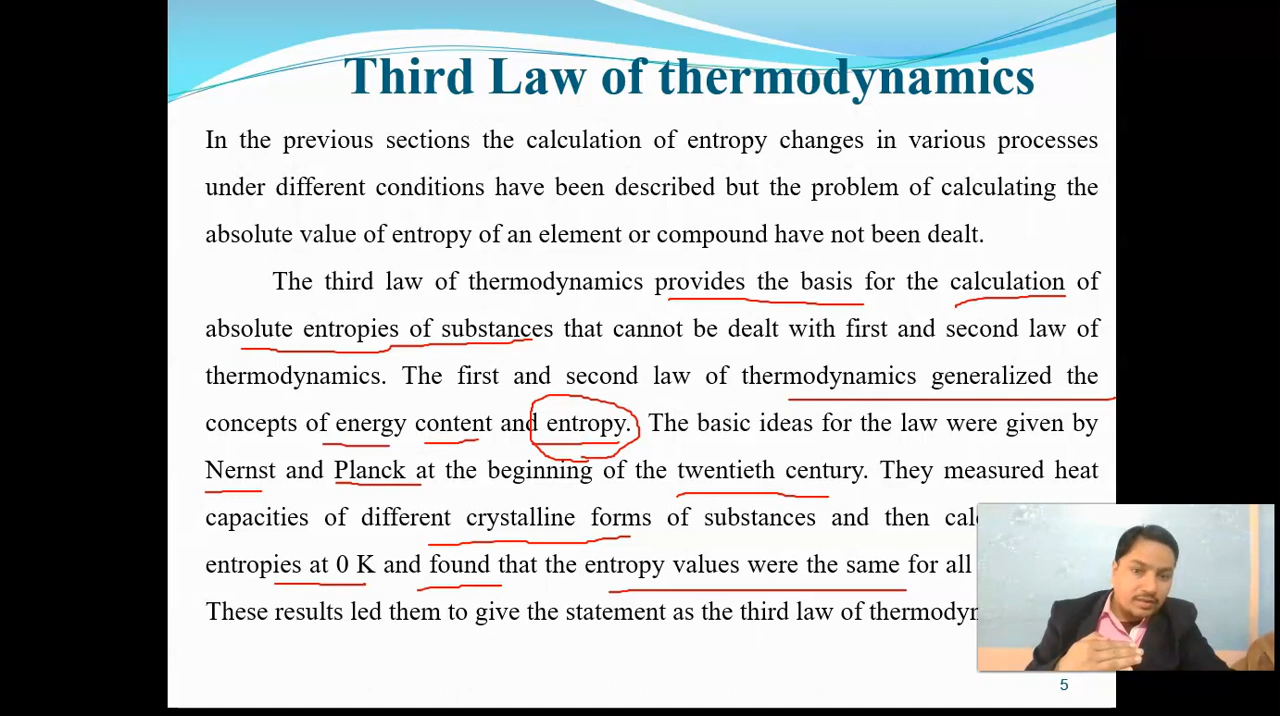 Third Law of thermodynamics
In the previous sections the calculation of entropy changes in various processes
under different conditions have been described but the problem of calculating the
absolute value of entropy of an element or compound have not been dealt.
The third law of thermodynamics provides the basis for the calculation of
absolute entropies of substances that cannot be dealt with first and second law of
thermodynamics. The first and second law of thermodynamics generalized the
concepts of energy content and entropy. The basic ideas for the law were given by
Nernst and Planck at the beginning of the twentieth century. They measured heat
capacities of different crystalline forms of substances and then
entropies at 0 K and found that the entropy values were the same for all
These results led them to give the statement as the third law of
5